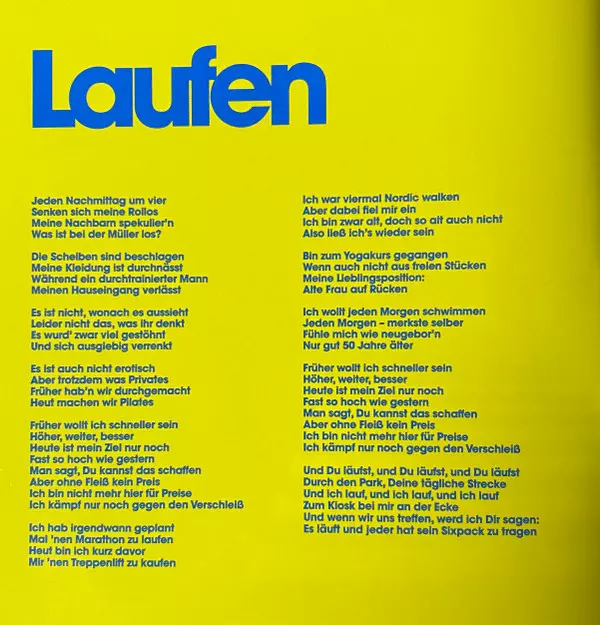 Laufen
Jeden Nachmittag um vier
Senken sich meine Rollos
Meine Nachbarn spekulier'n
Was ist bei der Müller los?
Die Scheiben sind beschlagen
Meine Kleidung ist durchnässt
Während ein durchtrainierter Mann
Meinen Hauseingang verlässt
Es ist nicht, wonach es aussieht
Leider nicht das, was ihr denkt
Es wurd' zwar viel gestöhnt
Und sich ausgiebig verrenkt
Es ist auch nicht erotisch
Aber trotzdem was Privates
Früher hab'n wir durchgemacht
Heut machen wir Pilates
Früher wollt ich schneller sein
Höher, weiter, besser
Heute ist mein Ziel nur noch
Fast so hoch wie gestern
Man sagt, Du kannst das schaffen
Aber ohne Fleiß kein Preis
Ich bin nicht mehr hier für Preise
Ich kämpf nur noch gegen den Verschleiß
Ich hab irgendwann geplant
Mal 'nen Marathon zu laufen
Heut bin ich kurz davor
Mir 'nen Treppenlift zu kaufen
Ich war viermal Nordic walken
Aber dabei fiel mir ein
Ich bin zwar alt, doch so alt auch nicht
Also ließ ich's wieder sein
Bin zum Yogakurs gegangen
Wenn auch nicht aus freien Stücken
Meine Lieblingsposition:
Alte Frau auf Rücken
Ich wollt jeden Morgen schwimmen
Jeden Morgen – merkste selber
Fühle mich wie neugebor'n
Nur gut 50 Jahre älter
Früher wollt ich schneller sein
Höher, weiter, besser
Heute ist mein Ziel nur noch
Fast so hoch wie gestern
Man sagt, Du kannst das schaffen
Aber ohne Fleiß kein Preis
Ich bin nicht mehr hier für Preise
Ich kämpf nur noch gegen den Verschleiß
Und Du läufst, und Du läufst, und Du läufst
Durch den Park, Deine tägliche Strecke
Und ich lauf, und ich lauf, und ich lauf
Zum Kiosk bei mir an der Ecke
Und wenn wir uns treffen, werd ich Dir sagen:
Es läuft und jeder hat sein Sixpack zu tragen